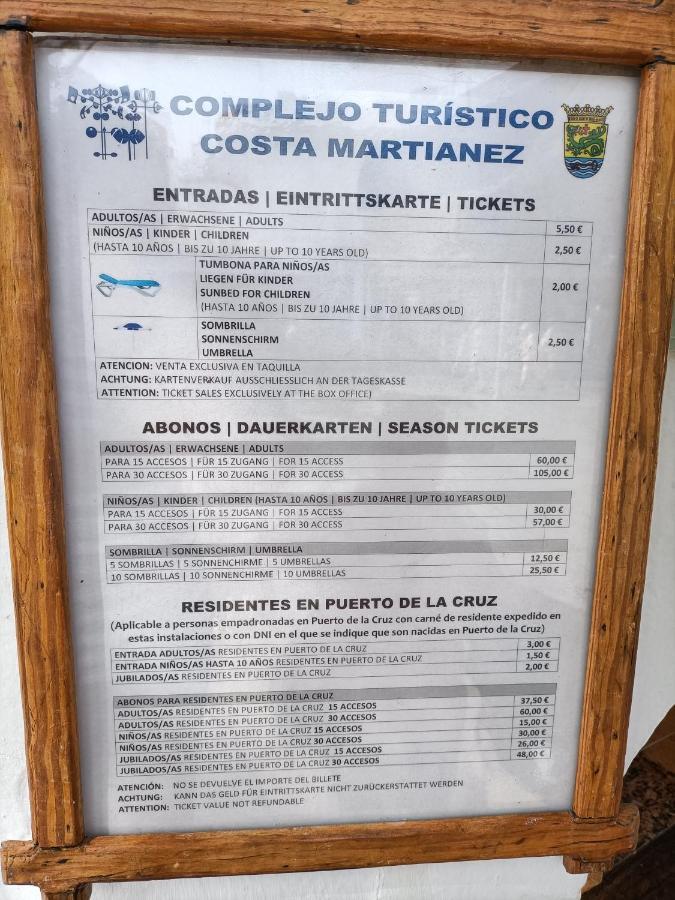 COMPLEJO TURÍSTICO
COSTA MARTIANEZ
ENTRADAS | EINTRITTSKARTE | TICKETS
ADULTOS/AS | ERWACHSENE | ADULTS 5,50 €
NIÑOS/AS | KINDER | CHILDREN
(HASTA 10 AÑOS | BIS ZU 10 JAHRE | UP TO 10 YEARS OLD) 2,50 €
TUMBONA PARA NIÑOS/AS
LIEGEN FÜR KINDER
SUNBED FOR CHILDREN 2,00 €
(HASTA 10 AÑOS | BIS ZU 10 JAHRE | UP TO 10 YEARS OLD)
SOMBRILLA
SONNENSCHIRM 2,50 €
UMBRELLA
ATENCION: VENTA EXCLUSIVA EN TAQUILLA
ACHTUNG: KARTENVERKAUF AUSSCHLIESSLICH AN DER TAGESKASSE
ATTENTION: TICKET SALES EXCLUSIVELY AT THE BOX OFFICE)
ABONOS | DAUERKARTEN | SEASON TICKETS
ADULTOS/AS | ERWACHSENE | ADULTS
PARA 15 ACCESOS | FÜR 15 ZUGANG | FOR 15 ACCESS 60,00 €
PARA 30 ACCESOS | FÜR 30 ZUGANG | FOR 30 ACCESS 105,00 €
NIÑOS/AS | KINDER | CHILDREN (HASTA 10 AÑOS | BIS ZU 10 JAHRE | UP TO 10 YEARS OLD)
PARA 15 ACCESOS | FÜR 15 ZUGANG | FOR 15 ACCESS 30,00 €
PARA 30 ACCESOS | FÜR 30 ZUGANG | FOR 30 ACCESS 57,00 €
SOMBRILLA | SONNENSCHIRM | UMBRELLA
5 SOMBRILLAS | 5 SONNENCHIRME | 5 UMBRELLAS 12,50 €
10 SOMBRILLAS | 10 SONNENCHIRME | 10 UMBRELLAS 25,50 €
RESIDENTES EN PUERTO DE LA CRUZ
(Aplicable a personas empadronadas en Puerto de la Cruz con carné de residente expedido en
estas instalaciones o con DNI en el que se indique que son nacidas en Puerto de la Cruz)
ENTRADA ADULTOS/AS RESIDENTES EN PUERTO DE LA CRUZ 3,00 €
ENTRADA NIÑOS/AS HASTA 10 AÑOS RESIDENTES EN PUERTO DE LA CRUZ 1,50 €
JUBILADOS/AS RESIDENTES EN PUERTO DE LA CRUZ 2,00 €
ABONOS PARA RESIDENTES EN PUERTO DE LA CRUZ
ADULTOS/AS RESIDENTES EN PUERTO DE LA CRUZ 15 ACCESOS 37,50 €
ADULTOS/AS RESIDENTES EN PUERTO DE LA CRUZ 30 ACCESOS 60,00 €
NIÑOS/AS RESIDENTES EN PUERTO DE LA CRUZ 15 ACCESOS 15,00 €
NIÑOS/AS RESIDENTES EN PUERTO DE LA CRUZ 30 ACCESOS 30,00 €
JUBILADOS/AS RESIDENTES EN PUERTO DE LA CRUZ 15 ACCESOS 26,00 €
JUBILADOS/AS RESIDENTES EN PUERTO DE LA CRUZ 30 ACCESOS 48,00 €
ATENCIÓN: NO SE DEVUELVE EL IMPORTE DEL BILLETE
ACHTUNG: KANN DAS GELD FÜR EINTRITTSKARTE NICHT ZURÜCKERSTATTET WERDEN
ATTENTION: TICKET VALUE NOT REFUNDABLE